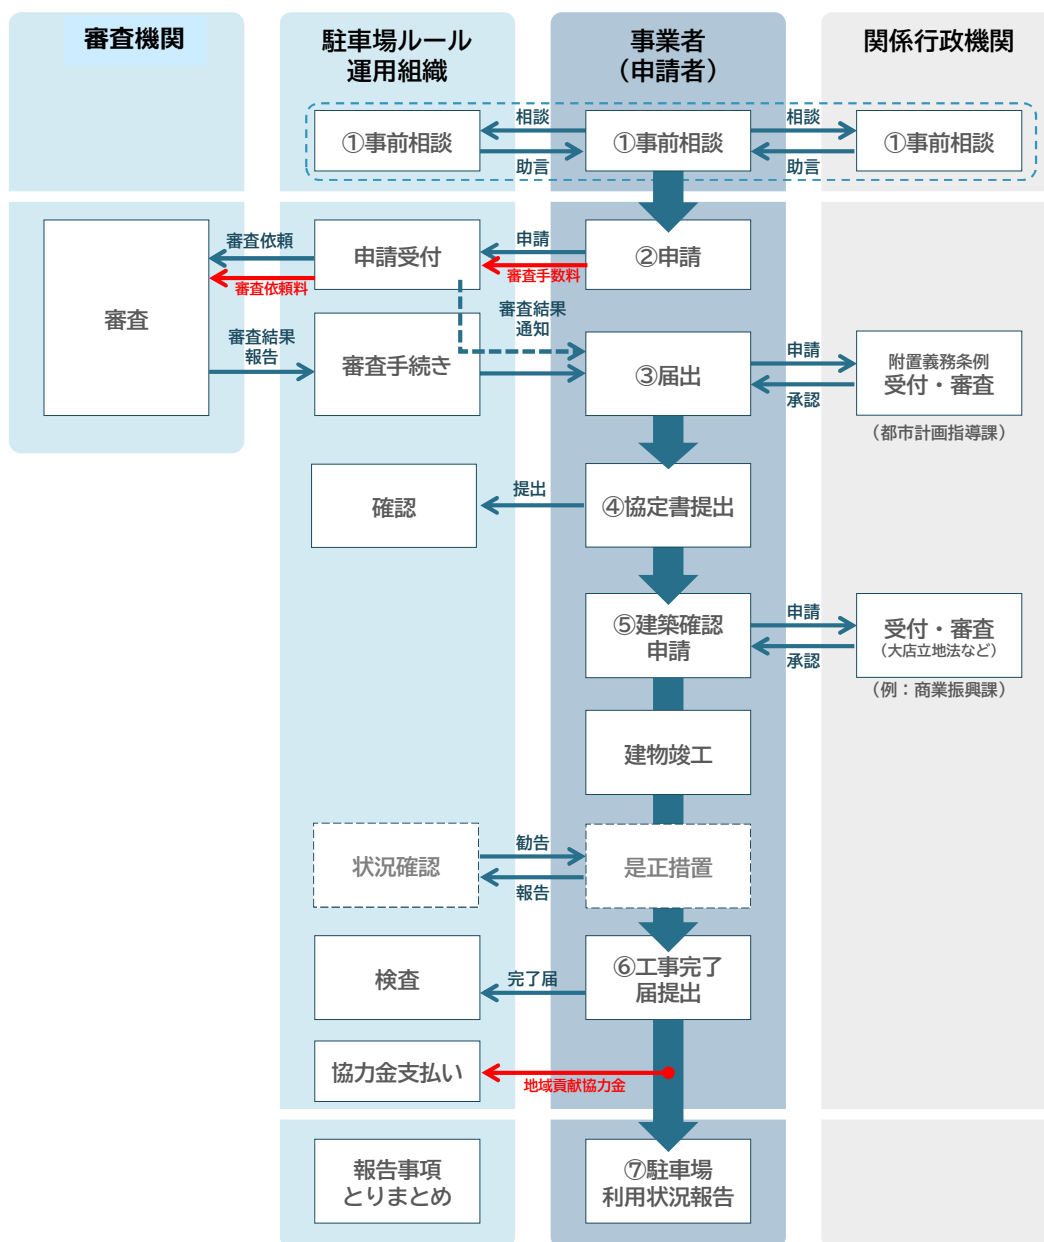 審査機関
駐車場ルール
運用組織
事業者
（申請者）
関係行政機関
①事前相談
相談
助言
①事前相談
相談
助言
①事前相談
審査
審査依頼
審査依頼料
申請受付
申請
審査手数料
②申請
審査結果
報告
審査手続き
審査結果
通知
③届出
申請
承認
附置義務条例
受付・審査
（都市計画指導課）
確認
提出
④協定書提出
⑤建築確認
申請
申請
承認
受付・審査
（大店立地法など）
（例：商業振興課）
建物竣工
状況確認
勧告
報告
是正措置
検査
完了届
⑥工事完了
届提出
協力金支払い
地域貢献協力金
報告事項
とりまとめ
⑦駐車場
利用状況報告